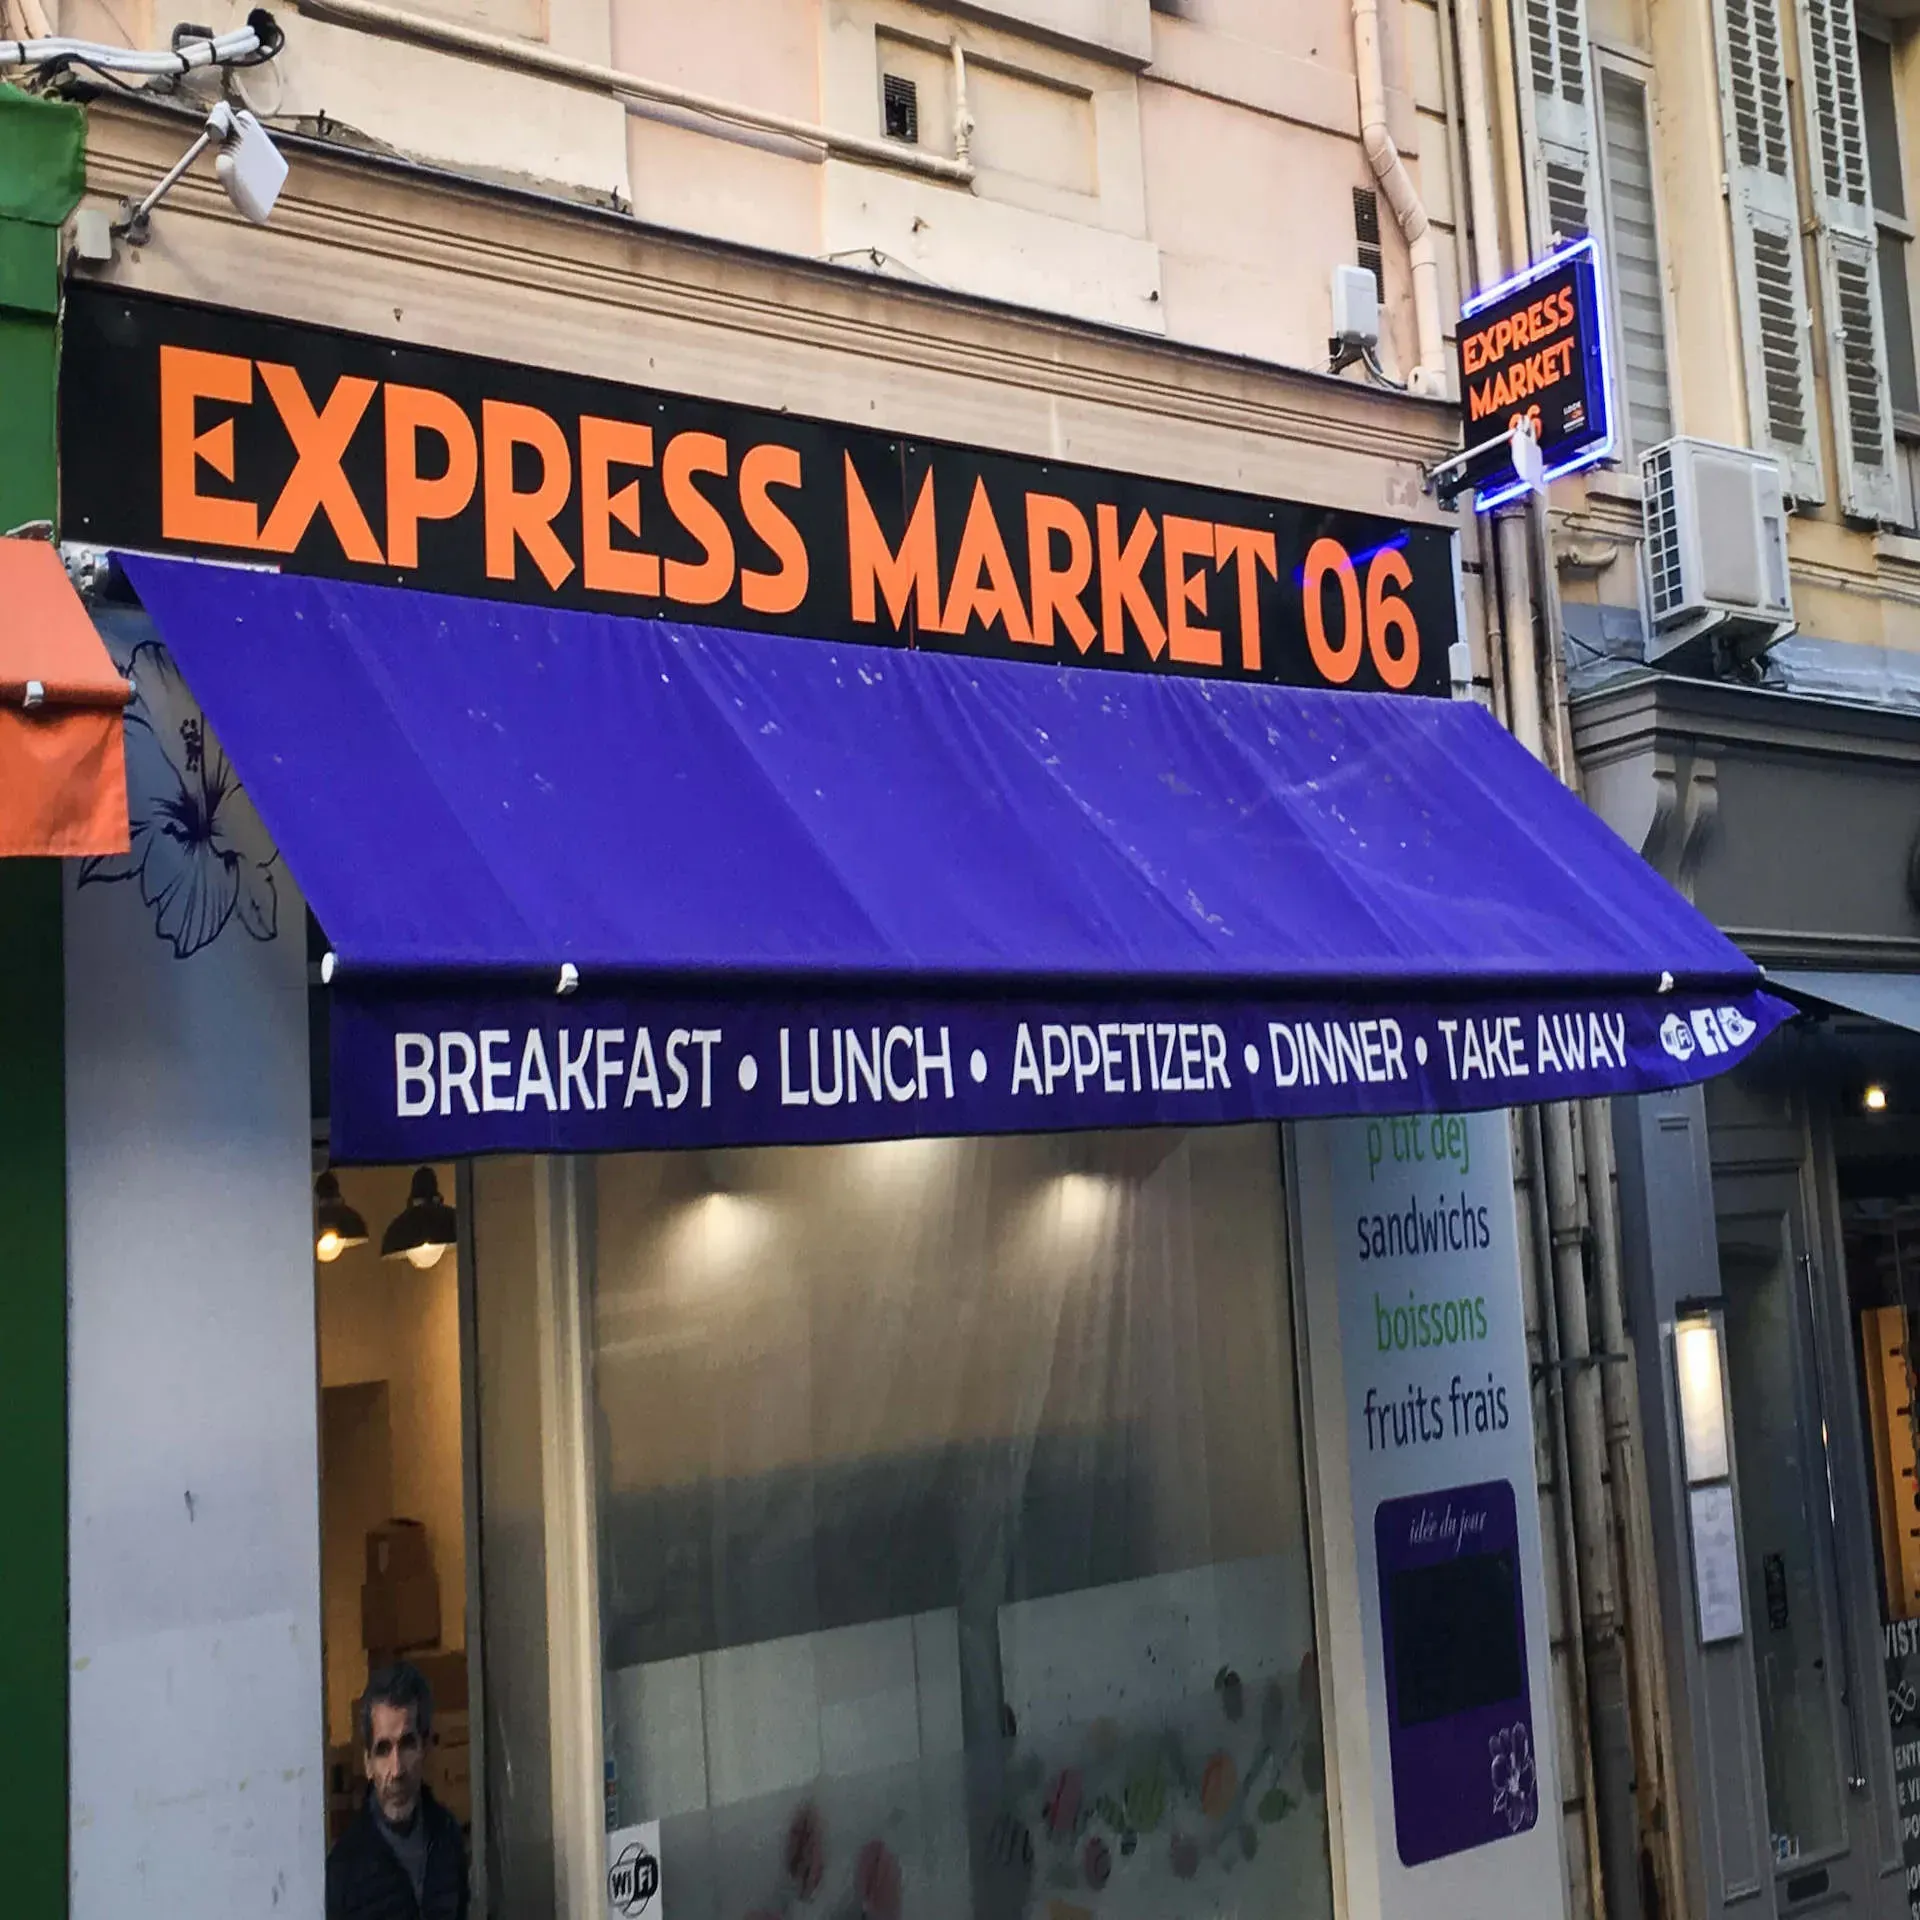 EXPRESS MARKET 06
EXPRESS
MARKET
06
BREAKFAST • LUNCH • APPETIZER • DINNER • TAKE AWAY
p'tit dej
sandwichs
boissons
fruits frais
idée du jour
WiFi